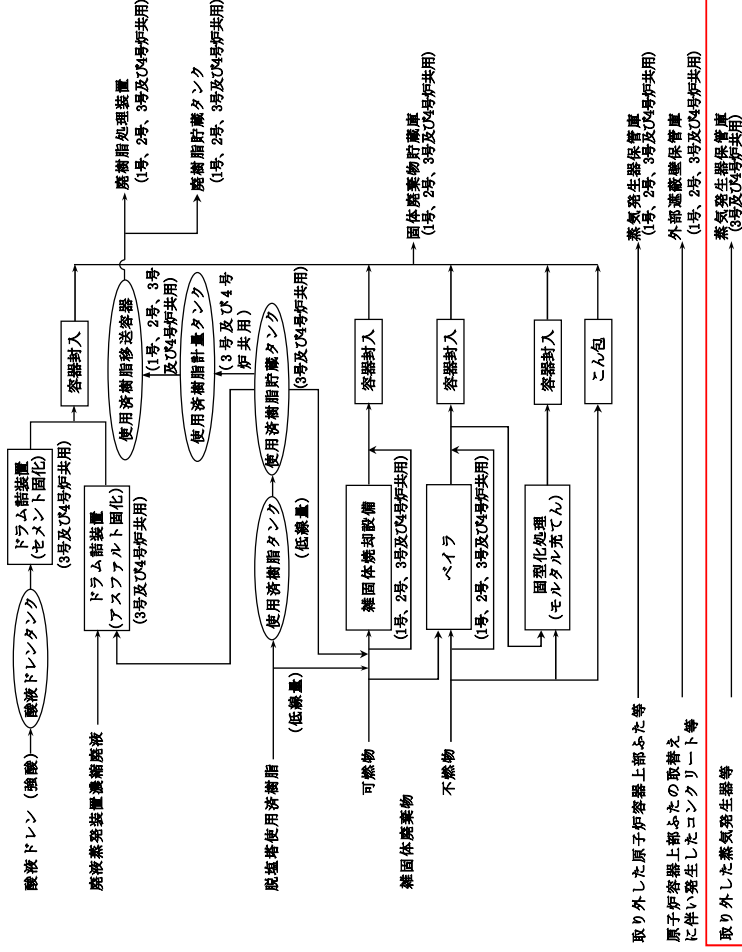 酸液ドレン（強酸）
酸液ドレンタンク
ドラム詰装置
(セメント固化)
(3号及び4号炉共用)
容器封入
廃液蒸発装置濃縮廃液
ドラム詰装置
(アスファルト固化)
(3号及び4号炉共用)
使用済樹脂移送容器
(1号、2号、3号
及び4号炉共用)
廃樹脂処理装置
(1号、2号、3号及び4号炉共用)
使用済樹脂計量タンク
(3号及び4号
炉共用)
廃樹脂貯蔵タンク
(1号、2号、3号及び4号炉共用)
脱塩塔使用済樹脂
(低線量)
使用済樹脂タンク
(低線量)
使用済樹脂貯蔵タンク
(3号及び4号炉共用)
雑固体廃棄物
可燃物
雑固体焼却設備
(1号、2号、3号及び4号炉共用)
容器封入
固体廃棄物貯蔵庫
(1号、2号、3号及び4号炉共用)
不燃物
ベイラ
(1号、2号、3号及び4号炉共用)
容器封入
固型化処理
(モルタル充てん)
容器封入
こん包
取り外した原子炉容器上部ふた等
蒸気発生器保管庫
(1号、2号、3号及び4号炉共用)
原子炉容器上部ふたの取替え
に伴い発生したコンクリート等
外部遮蔽壁保管庫
(1号、2号、3号及び4号炉共用)
取り外した蒸気発生器等
蒸気発生器保管庫
(3号及び4号炉共用)